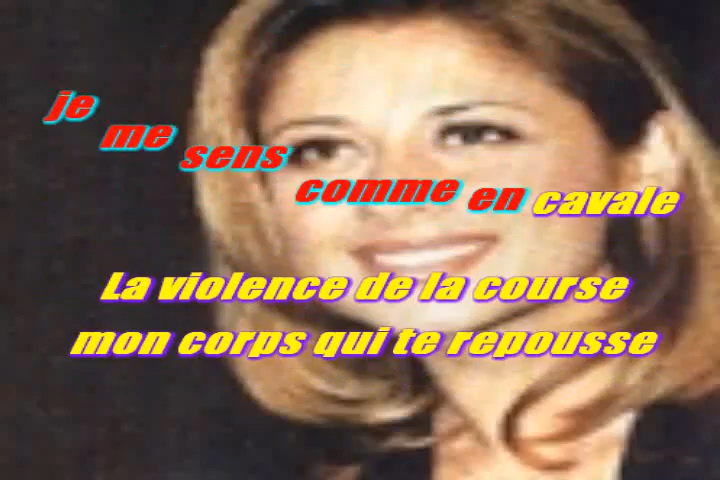 je me sens comme en cavale
La violence de la course
mon corps qui te repousse